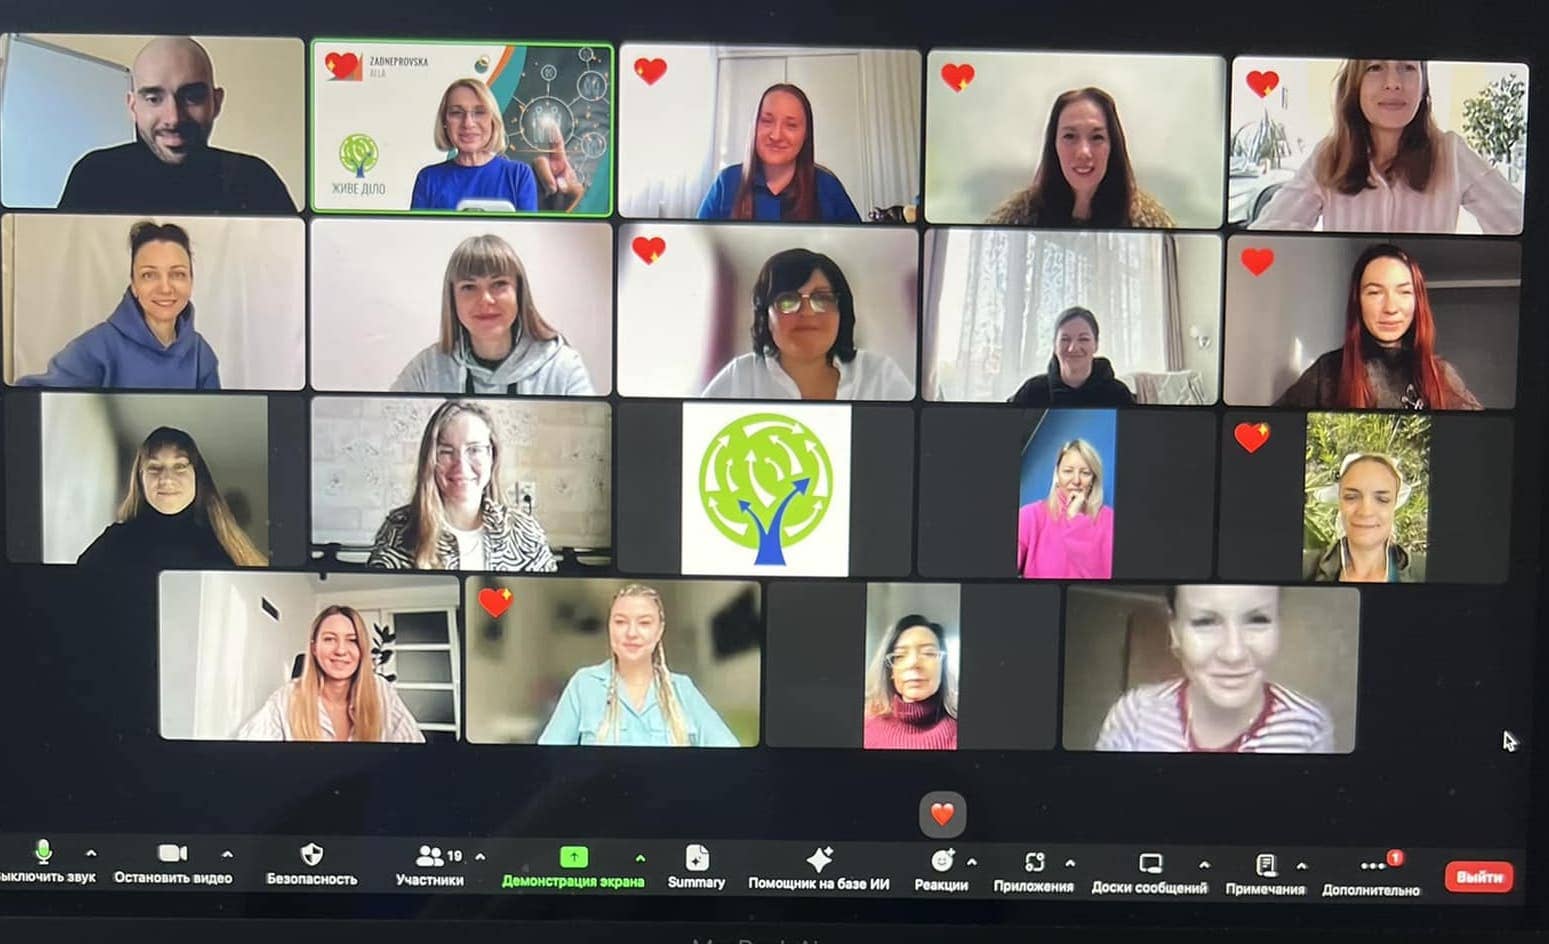 ZADNEPROVSKA
ALLA
ЖИВЕ ДІЛО
ыключить звук
Остановить видео
Безопасность
Участники
19
Демонстрация экрана
Summary
Помощник на базе ИИ
Реакции
Приложения
Доски сообщений
Примечания
Дополнительно
1
Выйти